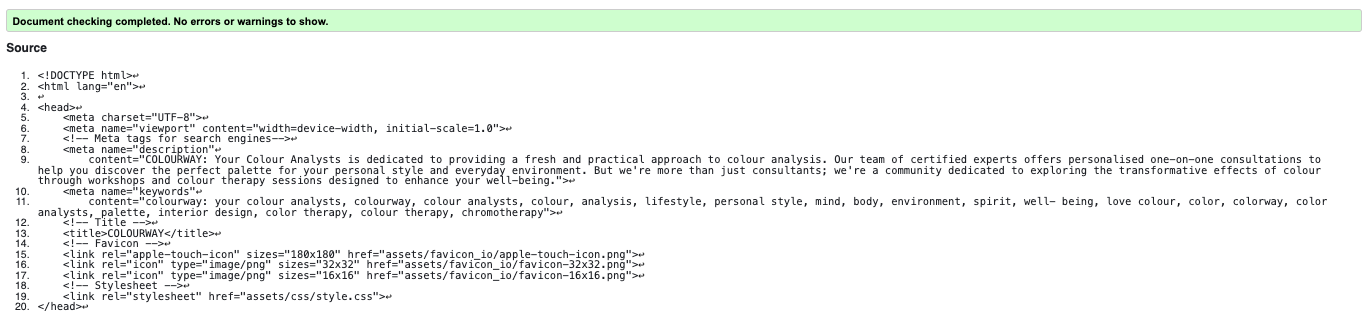 Document checking completed. No errors or warnings to show.
Source
1. <!DOCTYPE html>↩
2. <html lang="en">↩
3. ↩
4. <head>↩
5. <meta charset="UTF-8">↩
6. <meta name="viewport" content="width=device-width, initial-scale=1.0">↩
7. <!-- Meta tags for search engines-->↩
8. <meta name="description"↩
9. content="COLOURWAY: Your Colour Analysts is dedicated to providing a fresh and practical approach to colour analysis. Our team of certified experts offers personalised one-on-one consultations to
help you discover the perfect palette for your personal style and everyday environment. But we're more than just consultants; we're a community dedicated to exploring the transformative effects of colour
through workshops and colour therapy sessions designed to enhance your well-being.">↩
10. <meta name="keywords"↩
11. content="colourway: your colour analysts, colourway, colour analysts, colour, analysis, lifestyle, personal style, mind, body, environment, spirit, well- being, love colour, color, colorway, color
analysts, palette, interior design, color therapy, colour therapy, chromotherapy">↩
12. <!-- Title -->↩
13. <title>COLOURWAY</title>↩
14. <!-- Favicon -->↩
15. <link rel="apple-touch-icon" sizes="180x180" href="assets/favicon_io/apple-touch-icon.png">↩
16. <link rel="icon" type="image/png" sizes="32x32" href="assets/favicon_io/favicon-32x32.png">↩
17. <link rel="icon" type="image/png" sizes="16x16" href="assets/favicon_io/favicon-16x16.png">↩
18. <!-- Stylesheet -->↩
19. <link rel="stylesheet" href="assets/css/style.css">↩
20. </head>↩